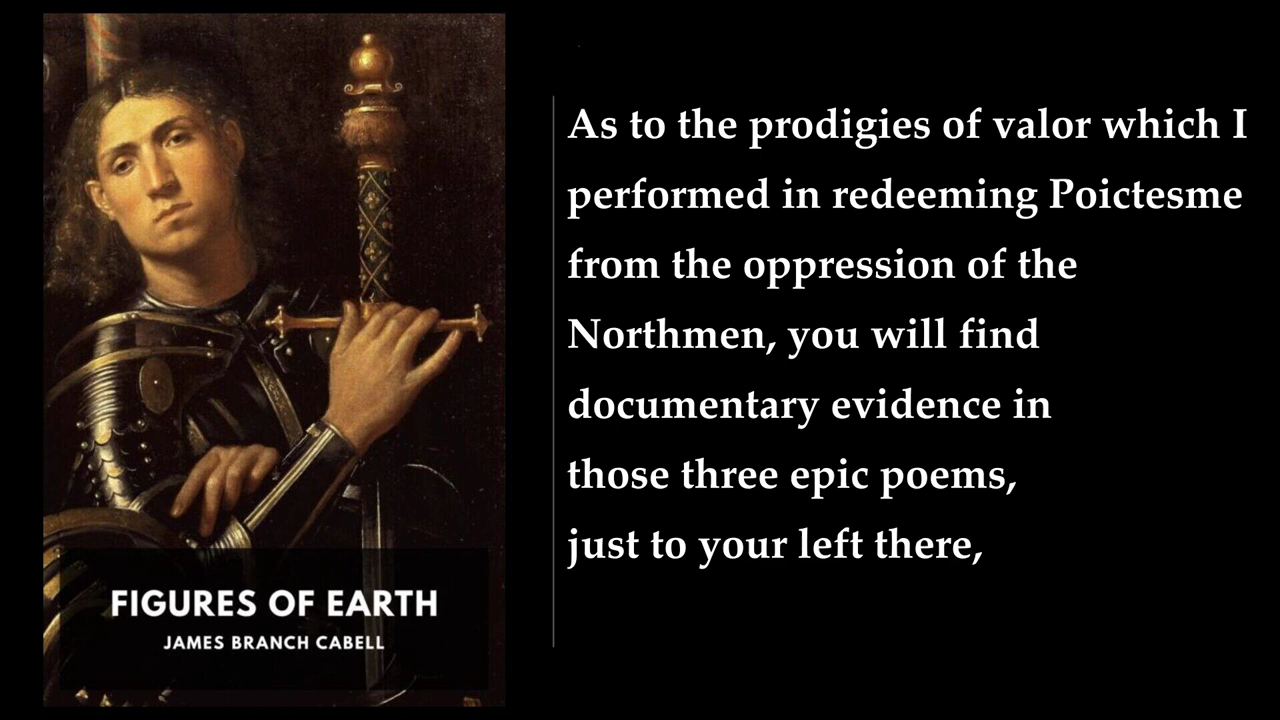 FIGURES OF EARTH
JAMES BRANCH CABELL
As to the prodigies of valor which I
performed in redeeming Poictesme
from the oppression of the
Northmen, you will find
documentary evidence in
those three epic poems,
just to your left there,